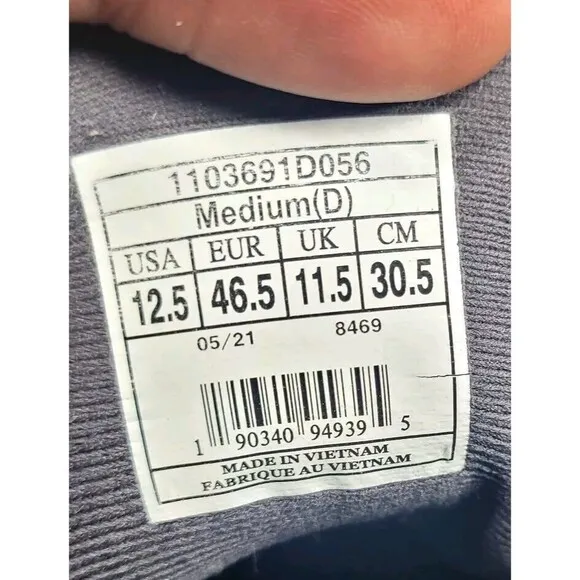 1103691D056
Medium(D)
USA EUR UK CM
12.5 46.5 11.5 30.5
05/21 8469
1 90340 94939 5
MADE IN VIETNAM
FABRIQUE AU VIETNAM